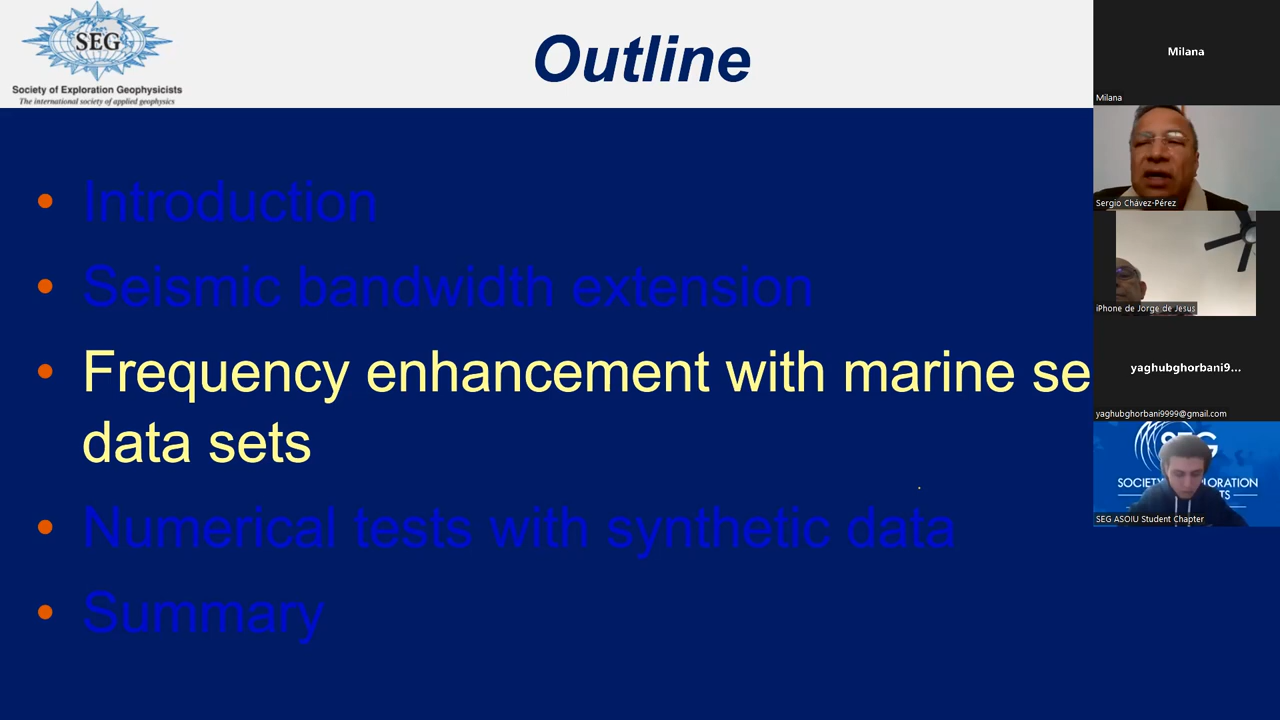 SEG
Society of Exploration Geophysicists
The international society of applied geophysics
Outline
• Introduction
• Seismic bandwidth extension
• Frequency enhancement with marine se
data sets
• Numerical tests with synthetic data
• Summary
Milana
Milana
Sergio Chávez-Pérez
iPhone de Jorge de Jesus
yaghubghorbani9...
yaghubghorbani9999@gmail.com
SEG
SEG ASOIU Student Chapter